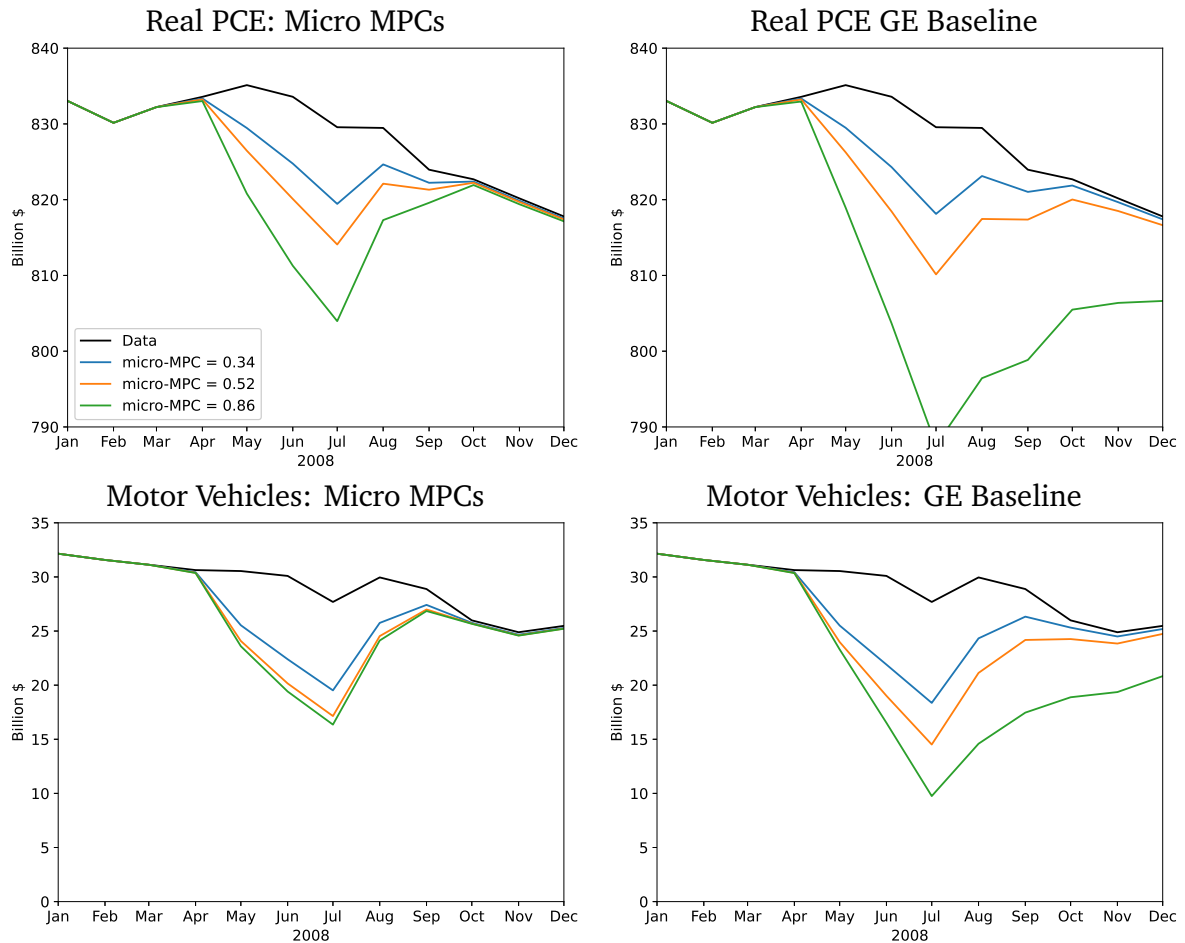 Real PCE: Micro MPCs
840
830
820
810
800
790
Billion $
Data
micro-MPC = 0.34
micro-MPC = 0.52
micro-MPC = 0.86
Jan Feb Mar Apr May Jun Jul Aug Sep Oct Nov Dec
2008
Real PCE GE Baseline
840
830
820
810
800
790
Billion $
Jan Feb Mar Apr May Jun Jul Aug Sep Oct Nov Dec
2008
Motor Vehicles: Micro MPCs
35
30
25
20
15
10
5
0
Billion $
Jan Feb Mar Apr May Jun Jul Aug Sep Oct Nov Dec
2008
Motor Vehicles: GE Baseline
35
30
25
20
15
10
5
0
Billion $
Jan Feb Mar Apr May Jun Jul Aug Sep Oct Nov Dec
2008